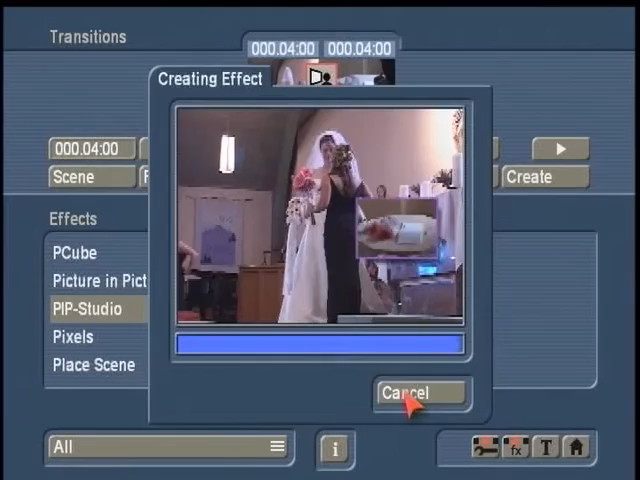 Transitions
000.04:00 000.04:00
Creating Effect
000.04:00
Scene
Create
Effects
PCube
Picture in Pict
PIP-Studio
Pixels
Place Scene
Cancel
All
i
fx
T